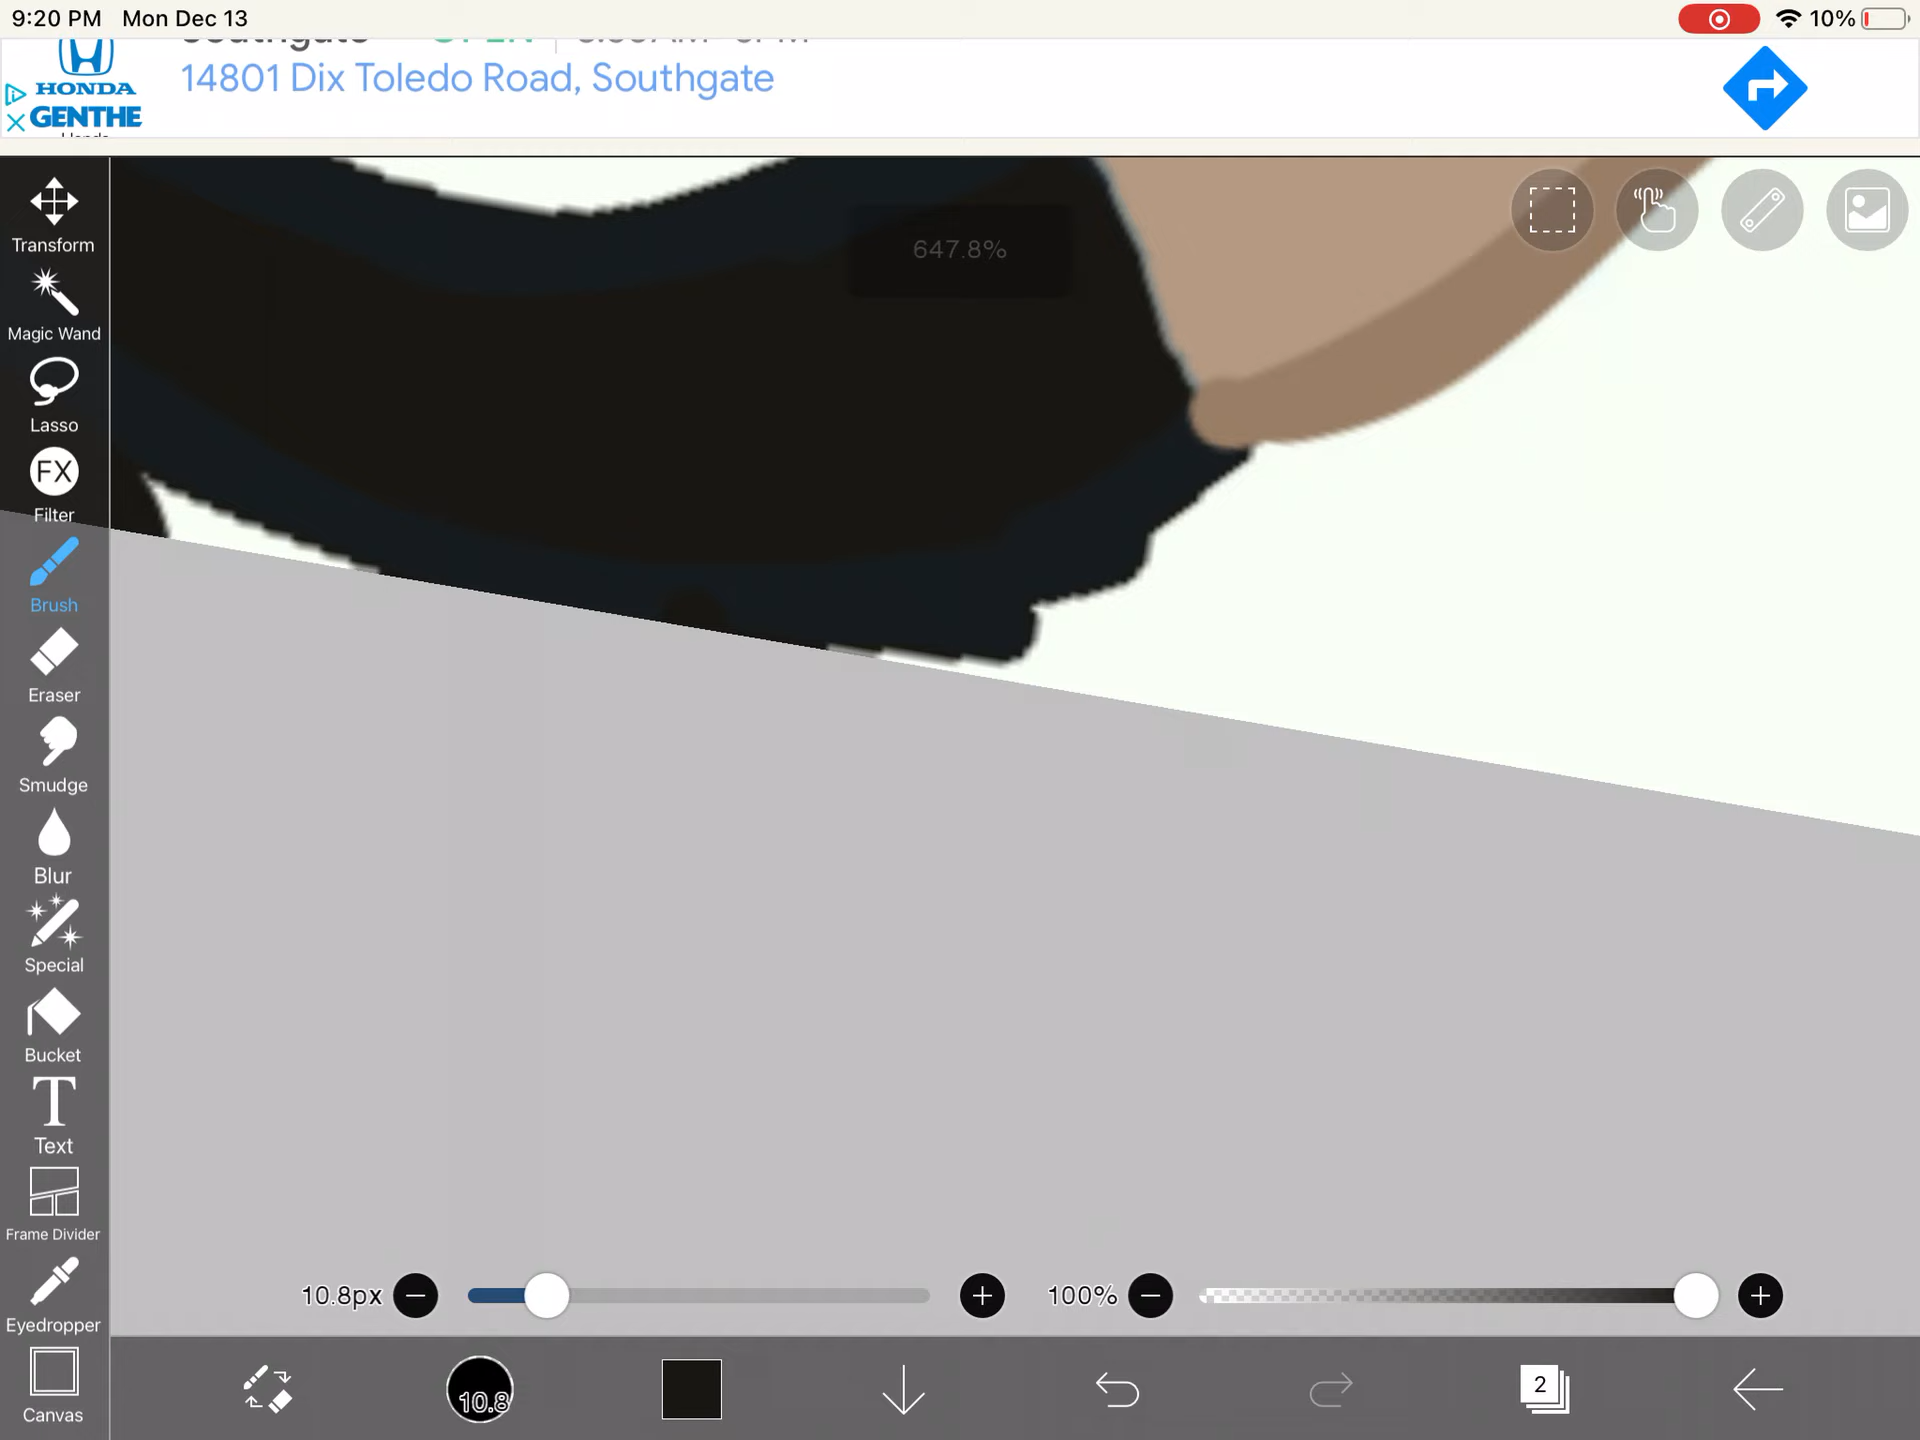 9:20 PM Mon Dec 13
10%
14801 Dix Toledo Road, Southgate
HONDA
GENTHE
647.8%
Transform
Magic Wand
Lasso
FX
Filter
Brush
Eraser
Smudge
Blur
Special
Bucket
T
Text
Frame Divider
Eyedropper
Canvas
10.8px
100%
10.8
2